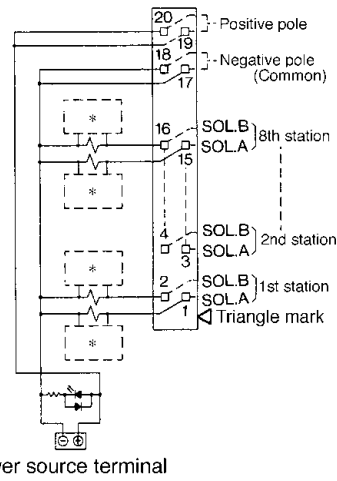 20
Positive pole
19
18
Negative pole
(Common)
17
*
16
SOL.B
SOL.A
8th station
15
*
4
SOL.B
SOL.A
2nd station
3
*
2
SOL.B
SOL.A
1st station
1
Triangle mark
*
⊖ ⊕
er source terminal